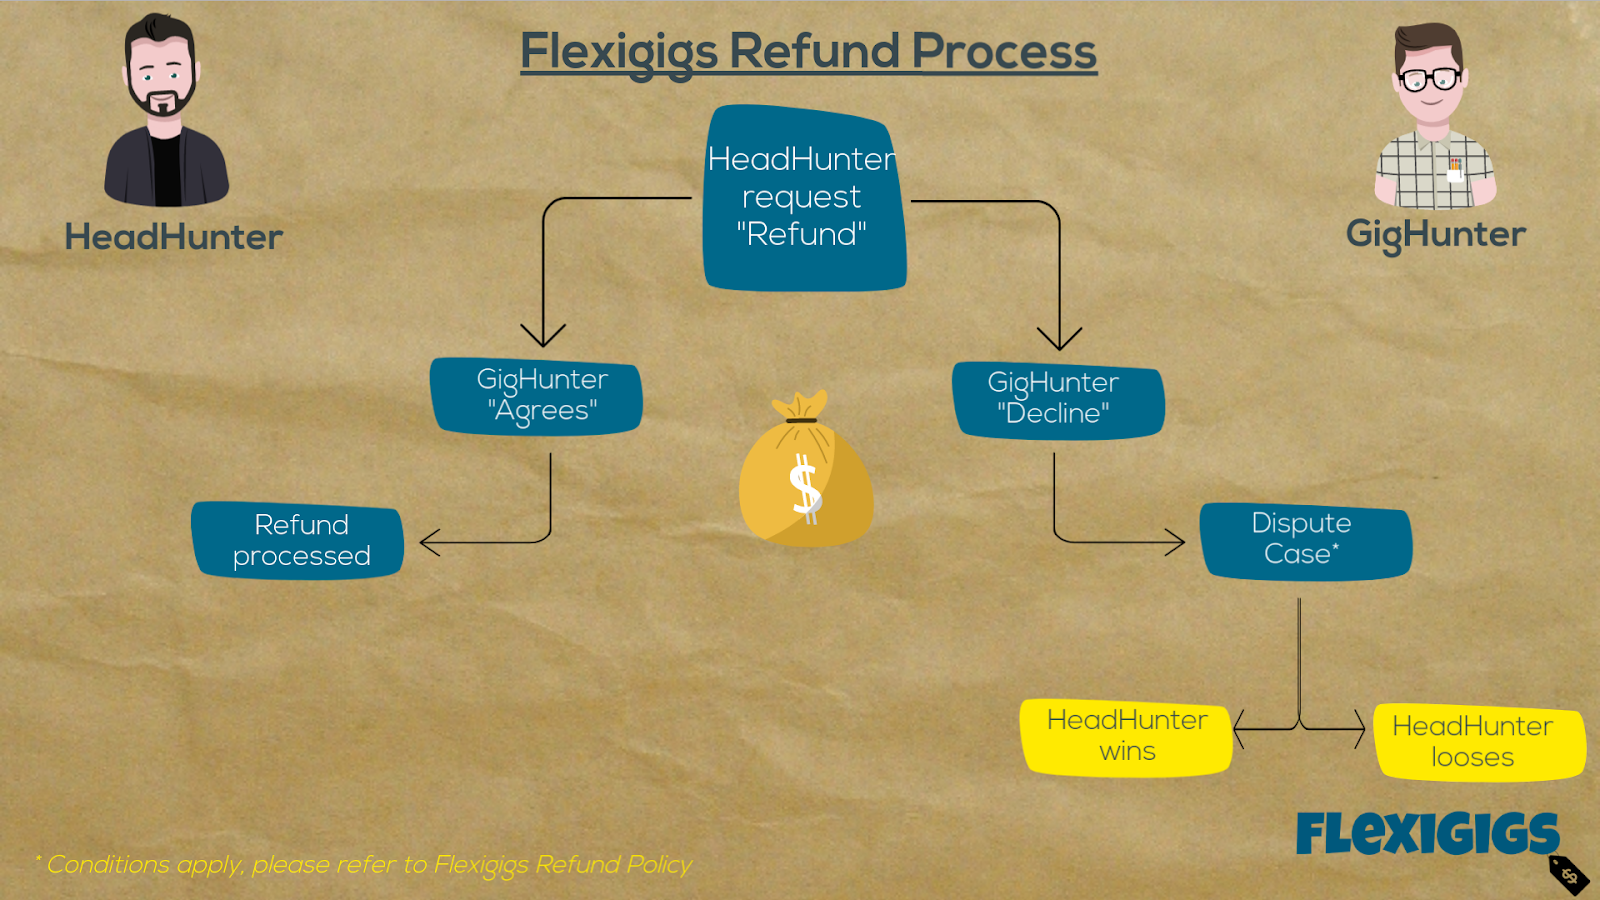 Flexigigs Refund Process
HeadHunter
request
"Refund"
HeadHunter
GigHunter
GigHunter
"Agrees"
GigHunter
"Decline"
$
Refund
processed
Dispute
Case*
HeadHunter
wins
HeadHunter
looses
FLEXIGIGS
$
* Conditions apply, please refer to Flexigigs Refund Policy